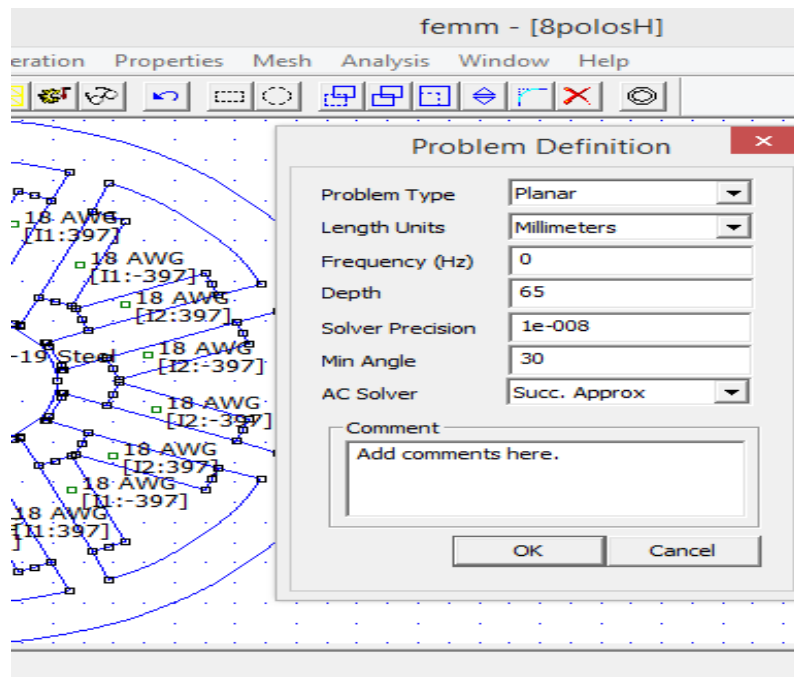 femm - [8polosH]
eration Properties Mesh Analysis Window Help
Problem Definition
Problem Type Planar
Length Units Millimeters
Frequency (Hz) 0
Depth 65
Solver Precision 1e-008
Min Angle 30
AC Solver Succ. Approx
Comment
Add comments here.
OK Cancel
18 AWG
[I1:397]
18 AWG
[I1:-397]
18 AWG
[I2:397]
18 AWG
[I2:-397]
-19 Steel
18 AWG
[I2:-397]
18 AWG
[I2:397]
18 AWG
[I1:-397]
18 AWG
[I1:397]
]